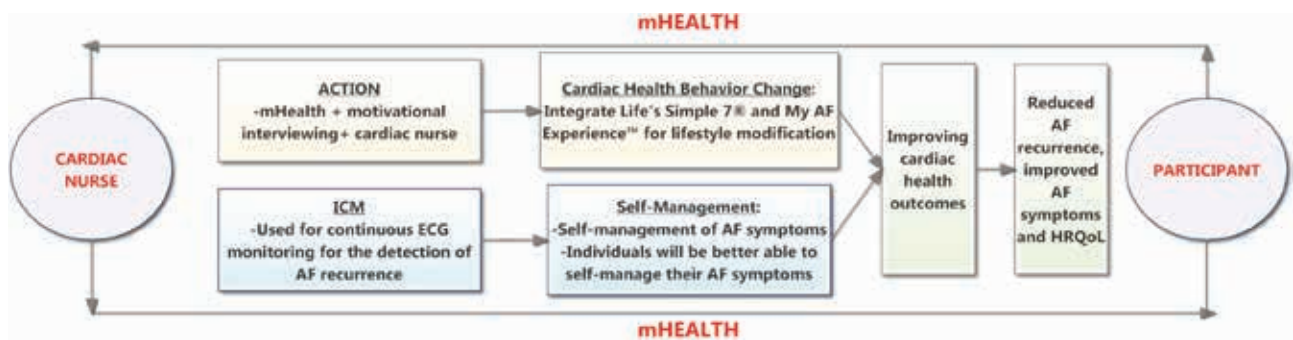 mHEALTH
CARDIAC
NURSE
ACTION
-mHealth + motivational
interviewing+ cardiac nurse
Cardiac Health Behavior Change:
Integrate Life's Simple 7® and My AF
Experience™ for lifestyle modification
ICM
-Used for continuous ECG
monitoring for the detection of
AF recurrence
Self-Management:
-Self-management of AF symptoms
-Individuals will be better able to
self-manage their AF symptoms
Improving
cardiac
health
outcomes
Reduced
AF
recurrence,
improved
AF
symptoms
and HRQoL
PARTICIPANT
mHEALTH